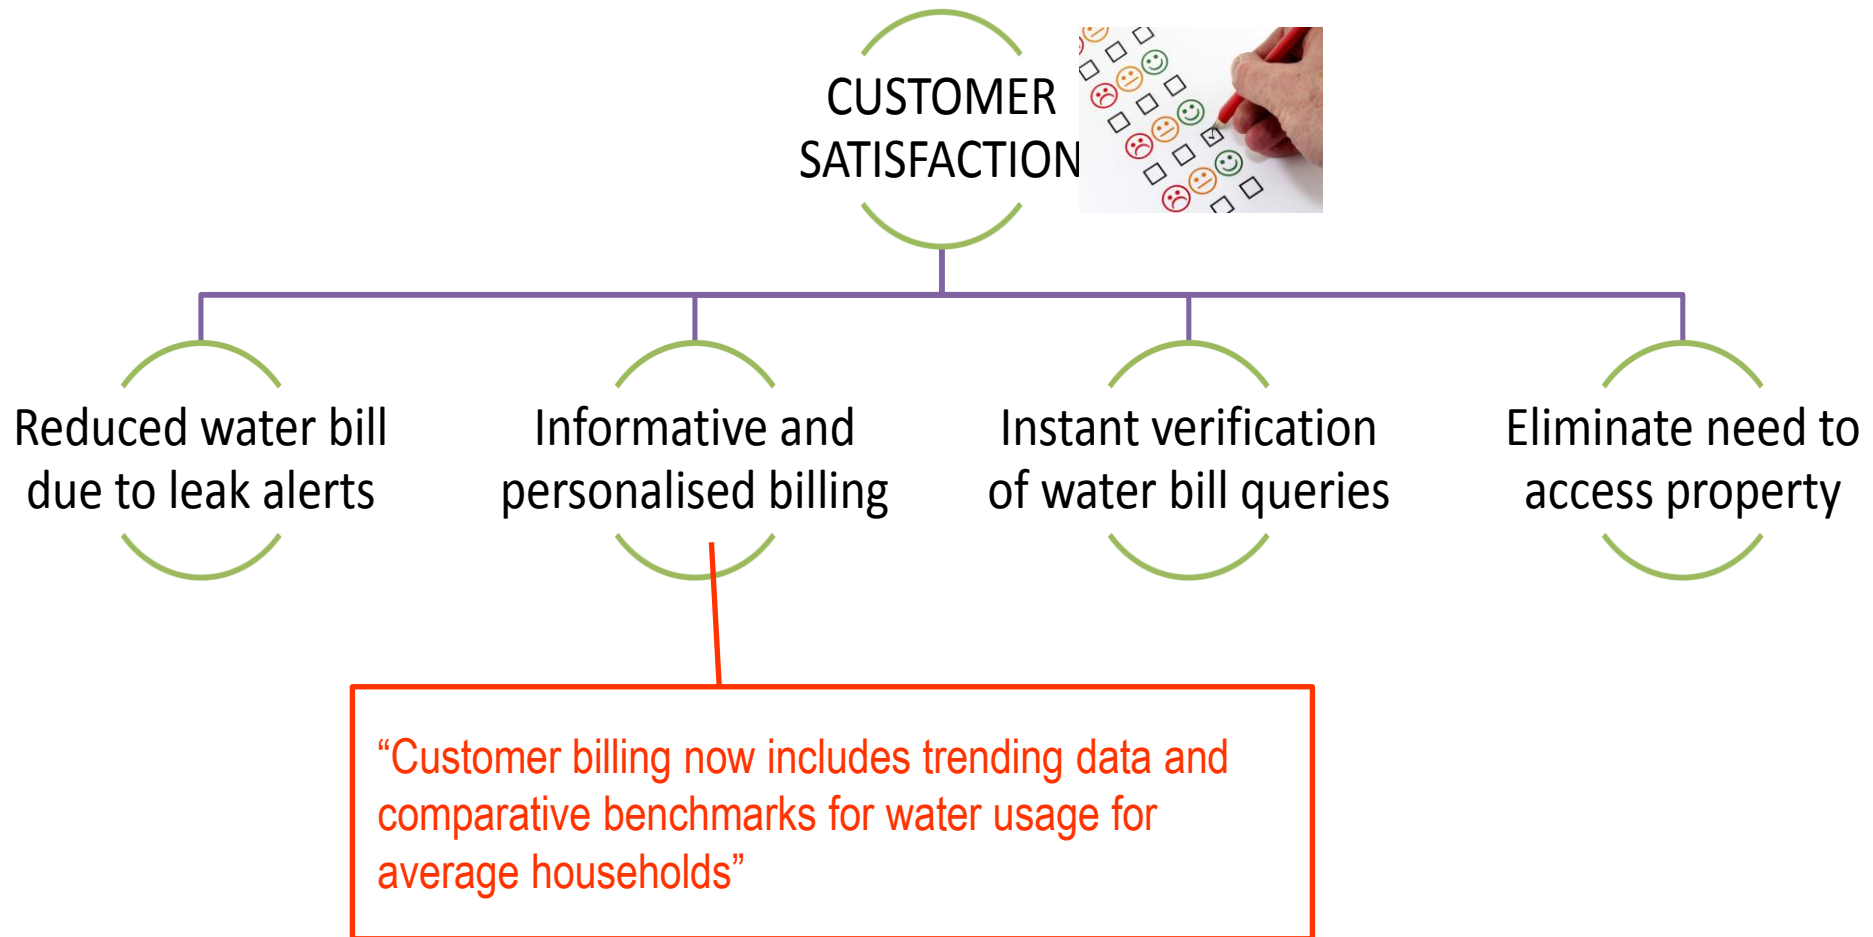 CUSTOMER
SATISFACTION
Reduced water bill
due to leak alerts
Informative and
personalised billing
Instant verification
of water bill queries
Eliminate need to
access property
“Customer billing now includes trending data and
comparative benchmarks for water usage for
average households”